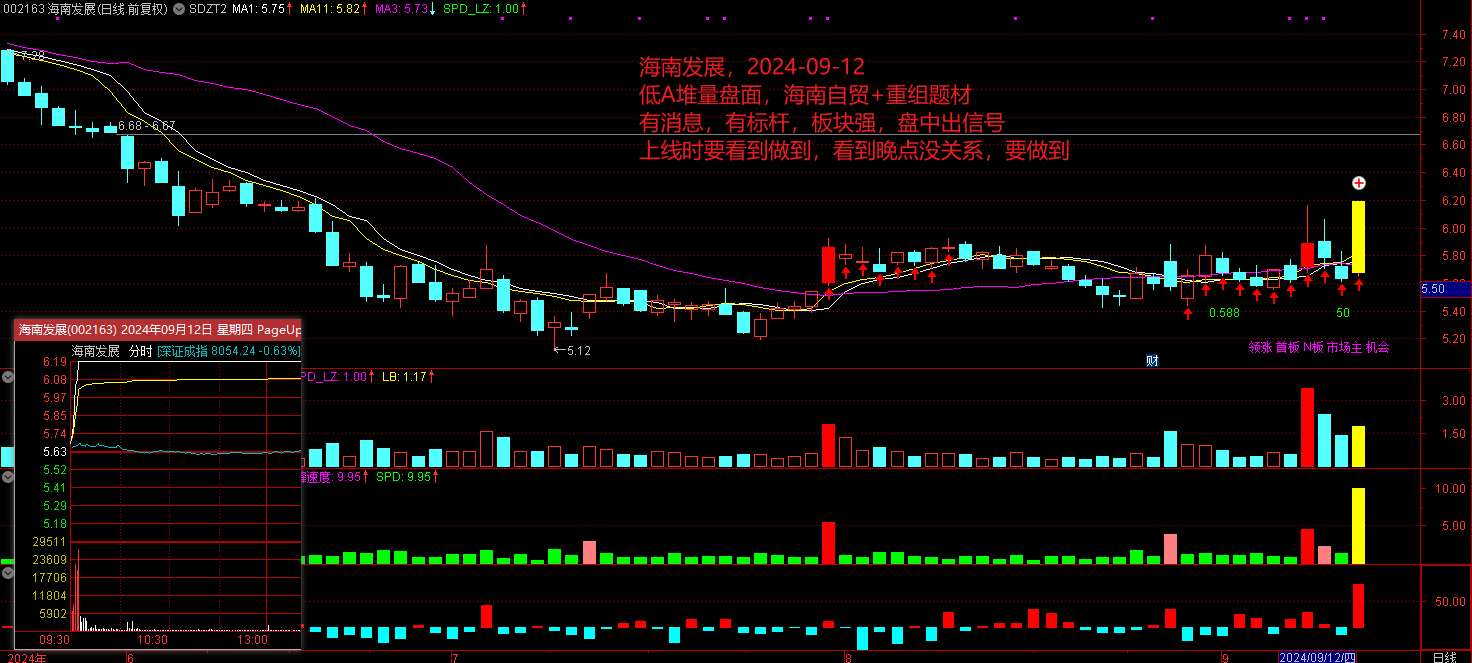 002163 海南发展(日线.前复权) SDZT2 MA1: 5.75↑ MA11: 5.82↑ MA3: 5.73↓ SPD_LZ: 1.00↑
7.28
海南发展，2024-09-12
低A堆量盘面，海南自贸+重组题材
有消息，有标杆，板块强，盘中出信号
上线时要看到做到，看到晚点没关系，要做到
6.68 - 6.67
7.40
7.20
7.00
6.80
6.60
6.40
6.20
6.00
5.80
5.50
5.40
5.20
←5.12
0.588
50
领涨 首板 N板 市场主 机会
财
海南发展(002163) 2024年09月12日 星期四 PageUp
海南发展 分时 [深证成指 8054.24 -0.63%]
6.19
6.08
5.97
5.85
5.74
5.63
5.52
5.41
5.29
5.18
29511
23609
17706
11804
5902
09:30 10:30 13:00
PD_LZ: 1.00↑ LB: 1.17↑
3.00
1.50
速度: 9.95↑ SPD: 9.95↑
10.00
5.00
50.00
2024年 6 7 8 9 2024/09/12/四 日线